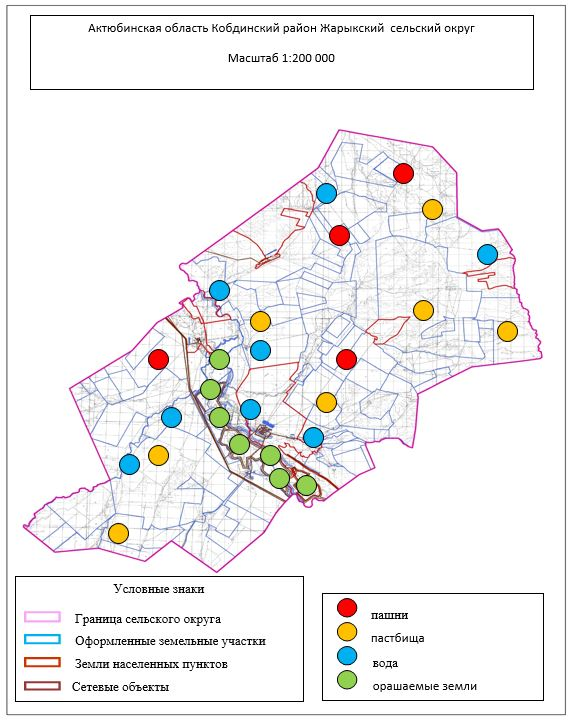 Актюбинская область Кобдинский район Жарыкский сельский округ
Масштаб 1:200 000
Условные знаки
Граница сельского округа
Оформленные земельные участки
Земли населенных пунктов
Сетевые объекты
пашни
пастбища
вода
орашаемые земли